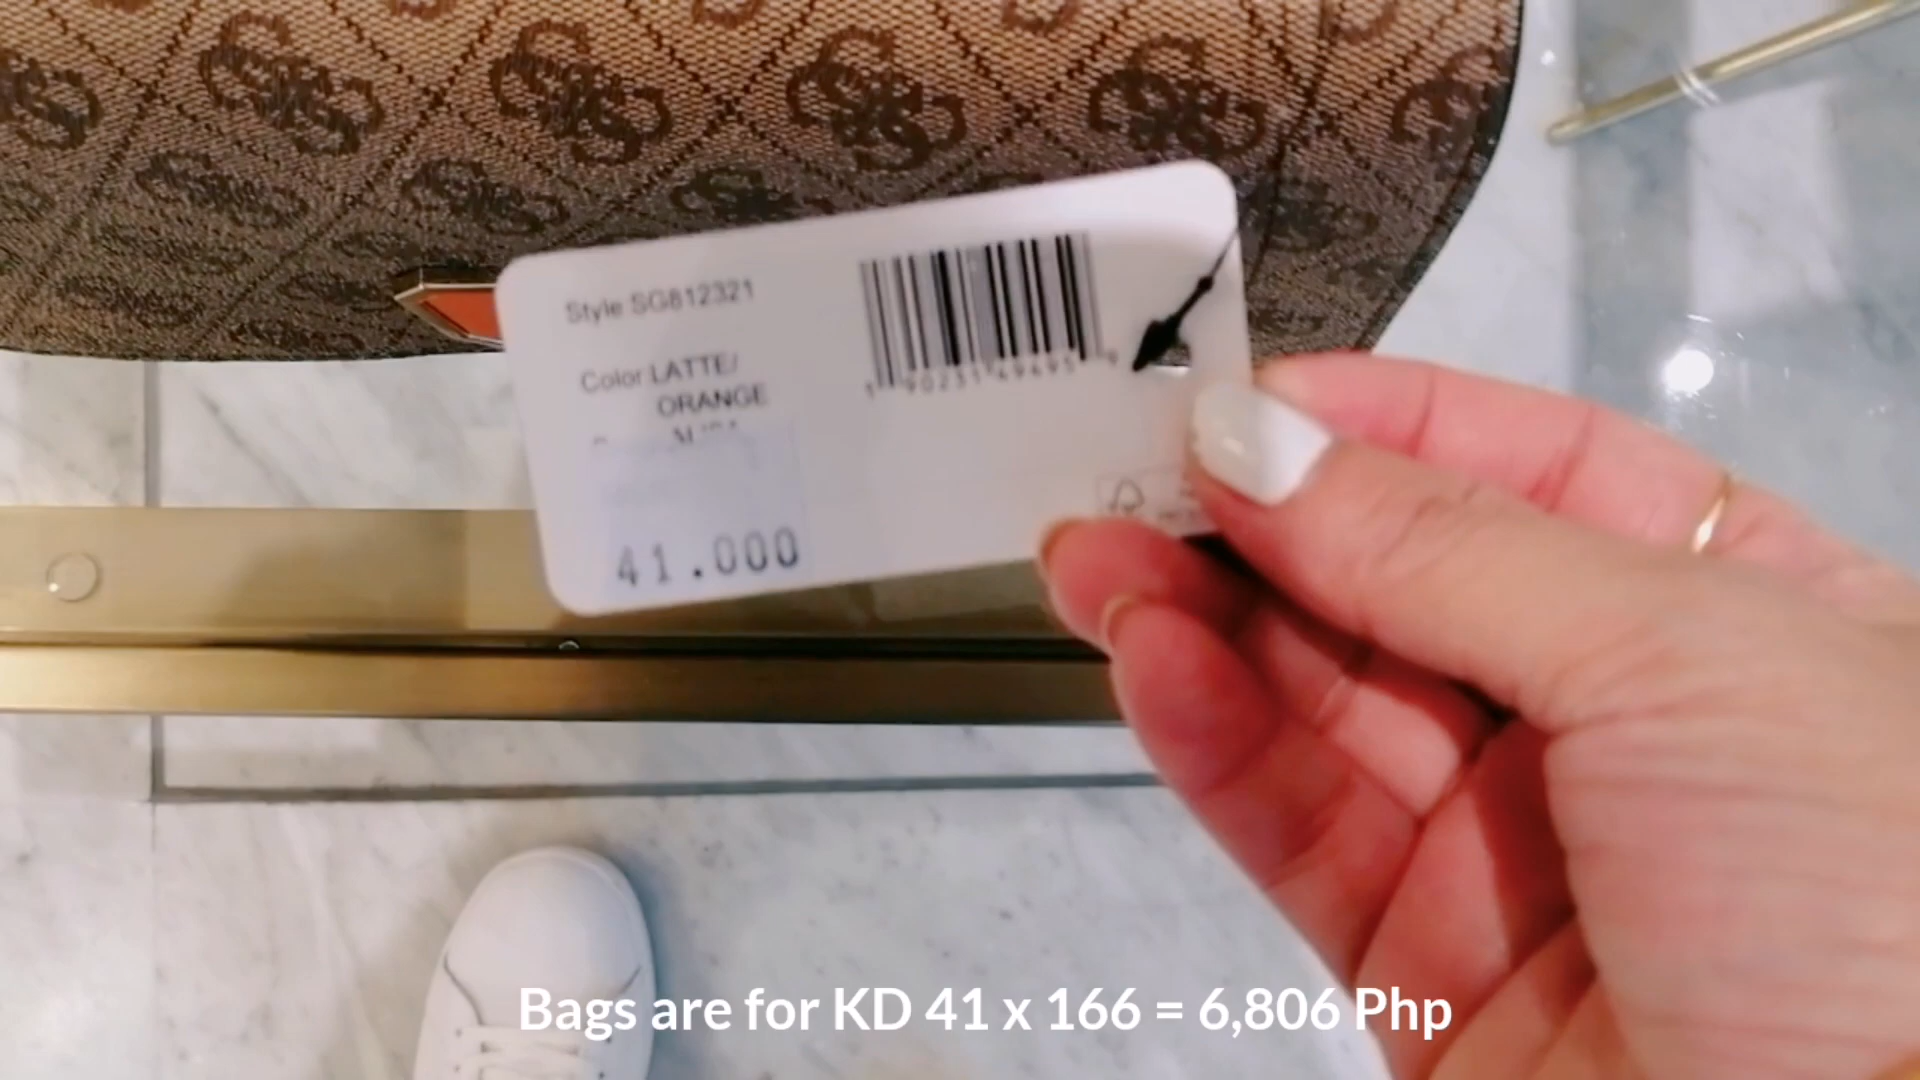 Style:SG812321
Color:LATTE/
ORANGE
41.000
Bags are for KD 41 x 166 = 6,806 Php